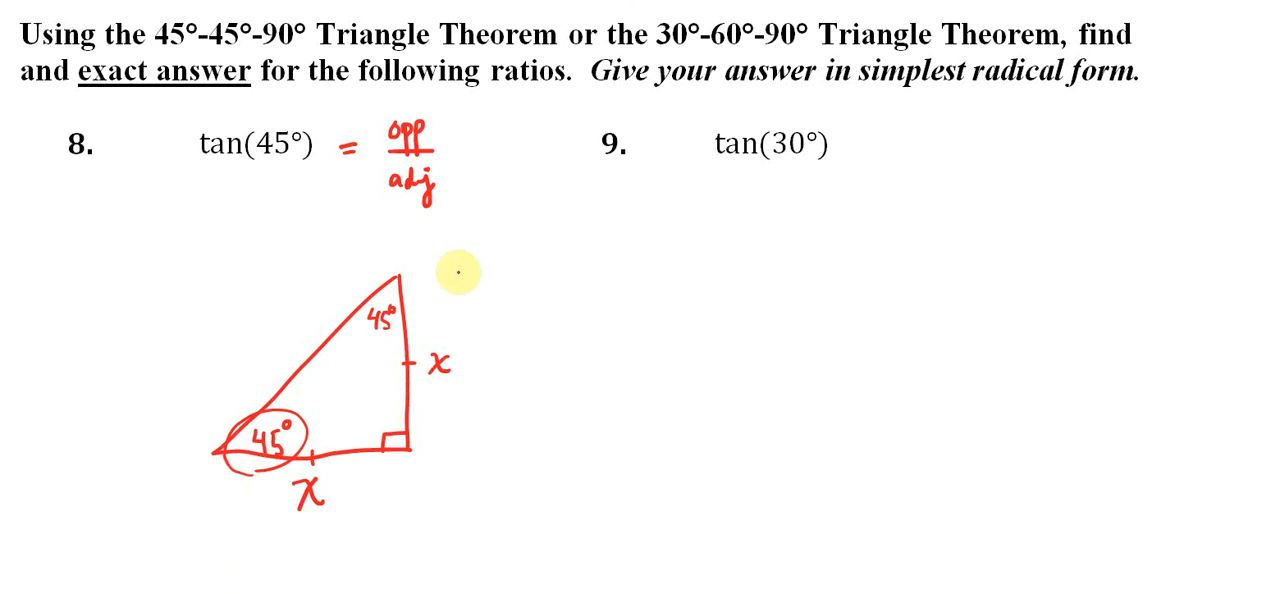 Using the 45°-45°-90° Triangle Theorem or the 30°-60°-90° Triangle Theorem, find
and exact answer for the following ratios. Give your answer in simplest radical form.
8. tan(45°) = opp/adj 9. tan(30°)
45°
x
45°
x